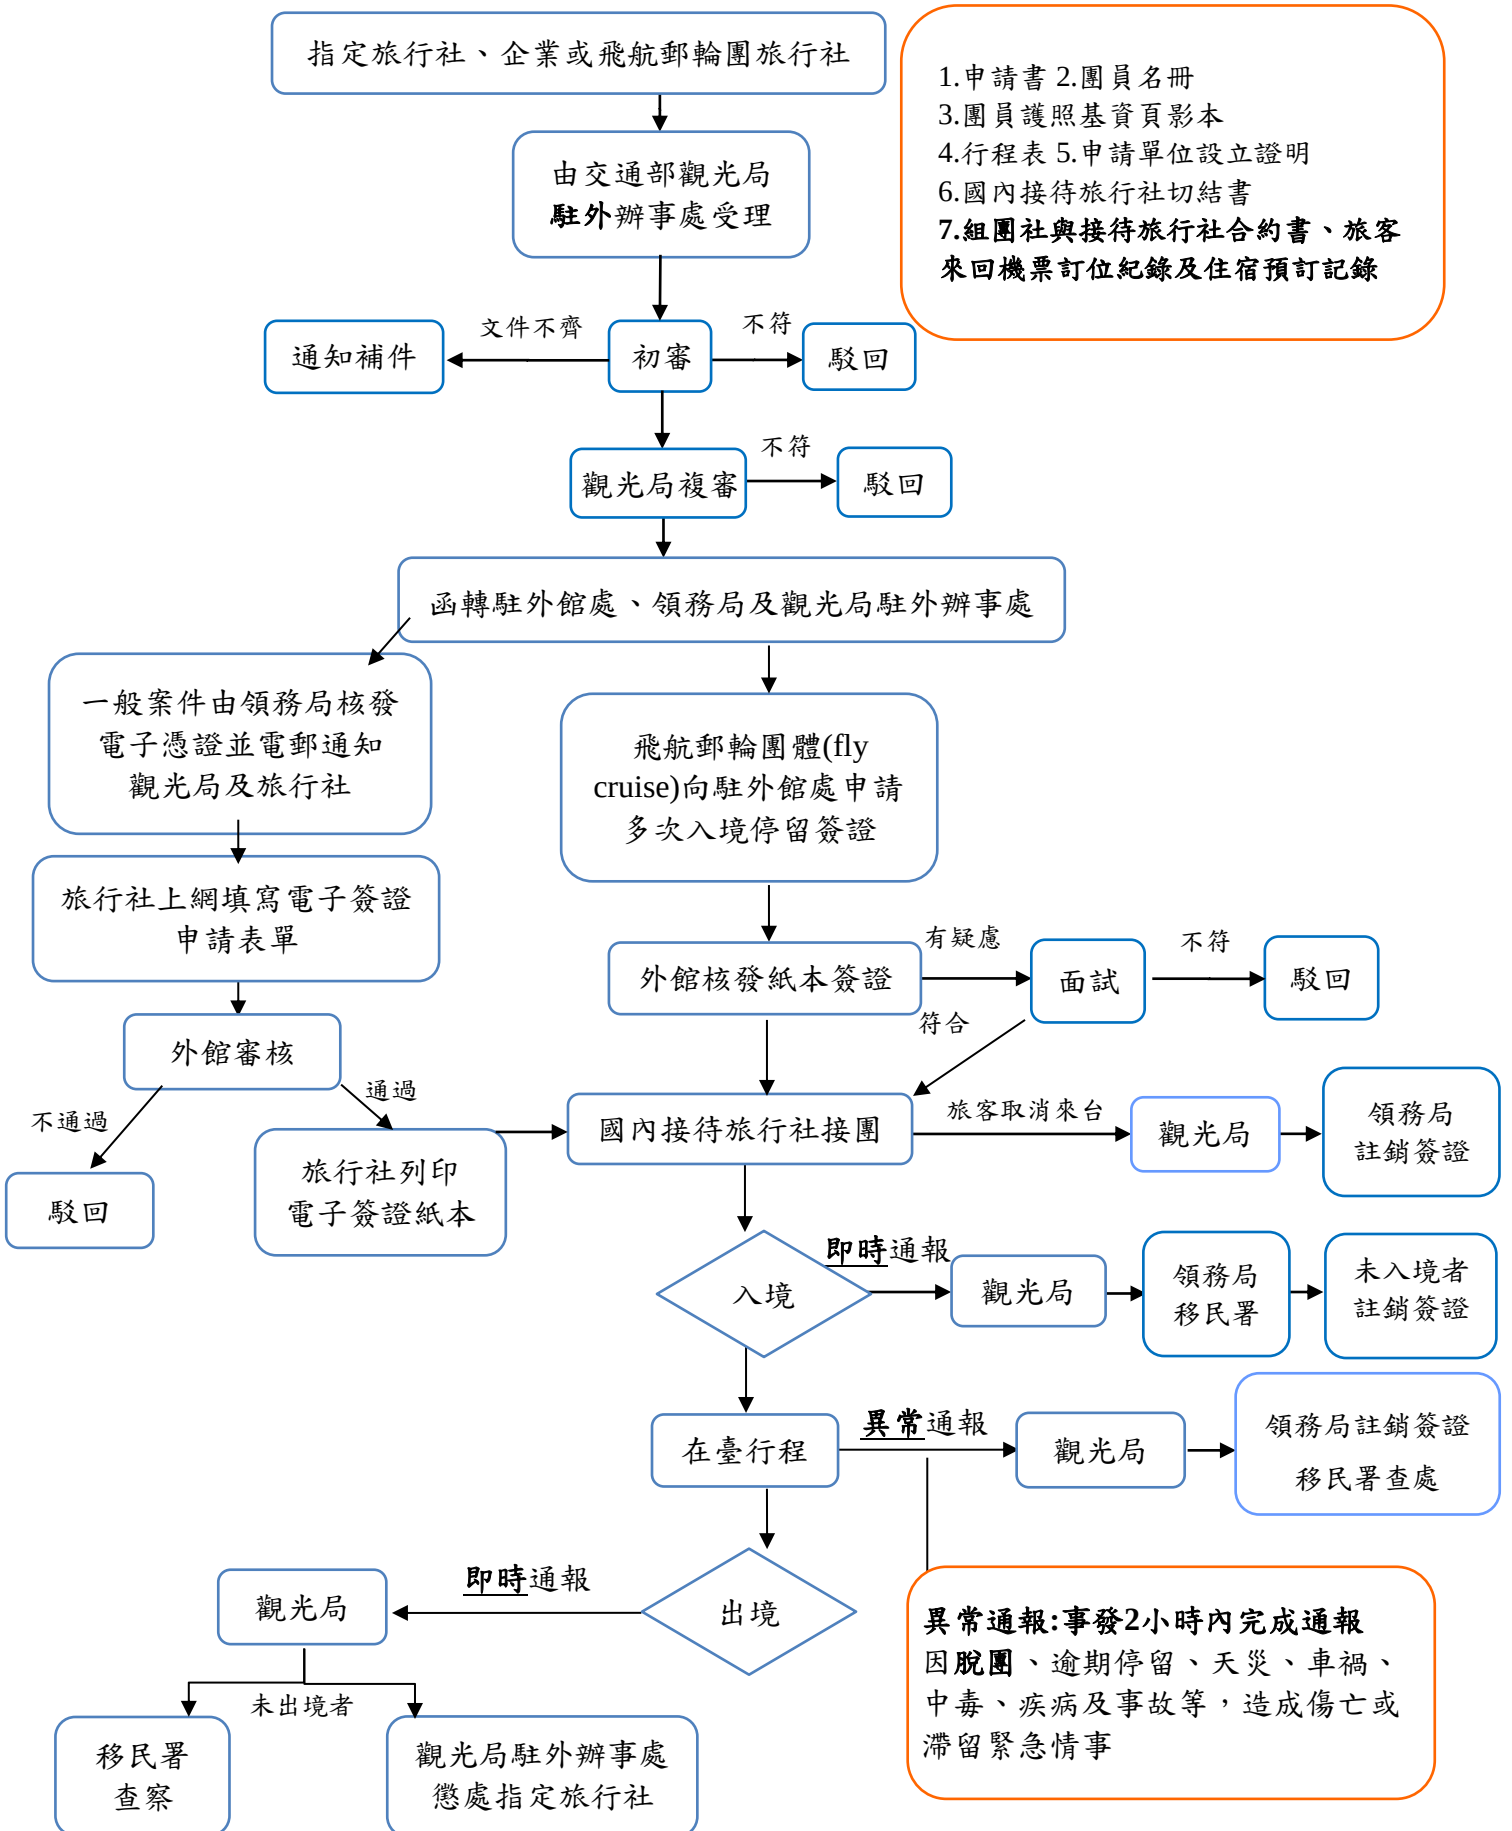 指定旅行社、企業或飛航郵輪團旅行社
1.申請書 2.團員名冊
3.團員護照基資頁影本
4.行程表 5.申請單位設立證明
6.國內接待旅行社切結書
7.組團社與接待旅行社合約書、旅客
來回機票訂位紀錄及住宿預訂記錄
由交通部觀光局
駐外辦事處受理
文件不齊
不符
通知補件
初審
駁回
不符
觀光局複審
駁回
函轉駐外館處、領務局及觀光局駐外辦事處
一般案件由領務局核發
電子憑證並電郵通知
觀光局及旅行社
飛航郵輪團體(fly
cruise)向駐外館處申請
多次入境停留簽證
旅行社上網填寫電子簽證
申請表單
有疑慮
不符
外館核發紙本簽證
面試
駁回
符合
外館審核
通過
不通過
旅客取消來台
國內接待旅行社接團
觀光局
領務局
註銷簽證
旅行社列印
電子簽證紙本
駁回
即時通報
入境
觀光局
領務局
移民署
未入境者
註銷簽證
異常通報
在臺行程
觀光局
領務局註銷簽證
移民署查處
即時通報
觀光局
出境
異常通報:事發2小時內完成通報
因脫團、逾期停留、天災、車禍、
中毒、疾病及事故等，造成傷亡或
滯留緊急情事
未出境者
移民署
查察
觀光局駐外辦事處
懲處指定旅行社